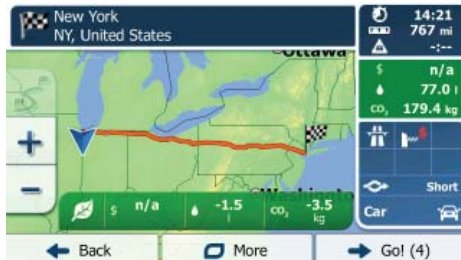 New York
NY, United States
14:21
767 mi
-:--
Ottawa
$ n/a
77.0 l
CO₂ 179.4 kg
Washington
$ n/a
-1.5 l
CO₂ -3.5 kg
Short
Car
+
−
Back
More
Go! (4)